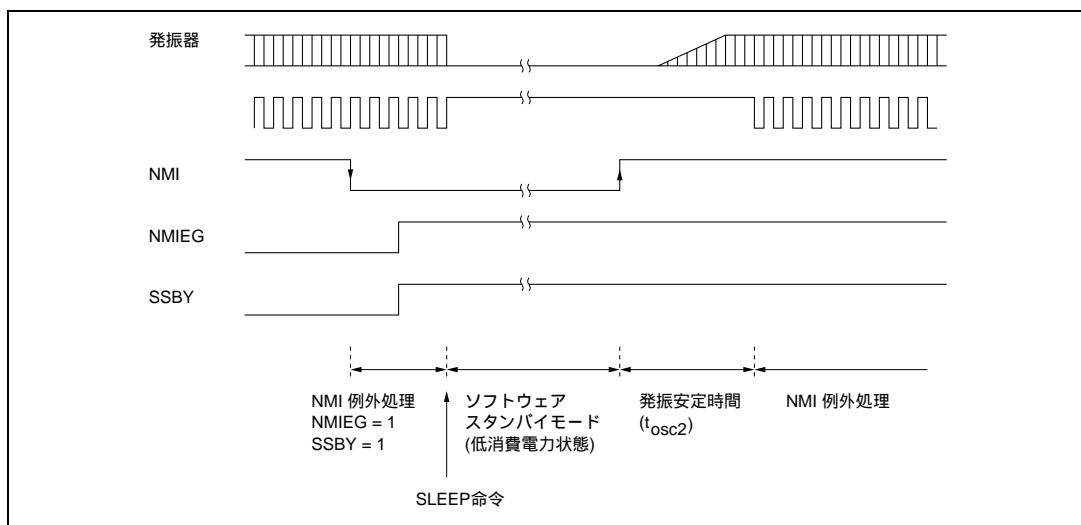 発振器
NMI
NMIEG
SSBY
NMI 例外処理
NMIEG = 1
SSBY = 1
ソフトウェア
スタンバイモード
(低消費電力状態)
発振安定時間
(tosc2)
NMI 例外処理
SLEEP命令